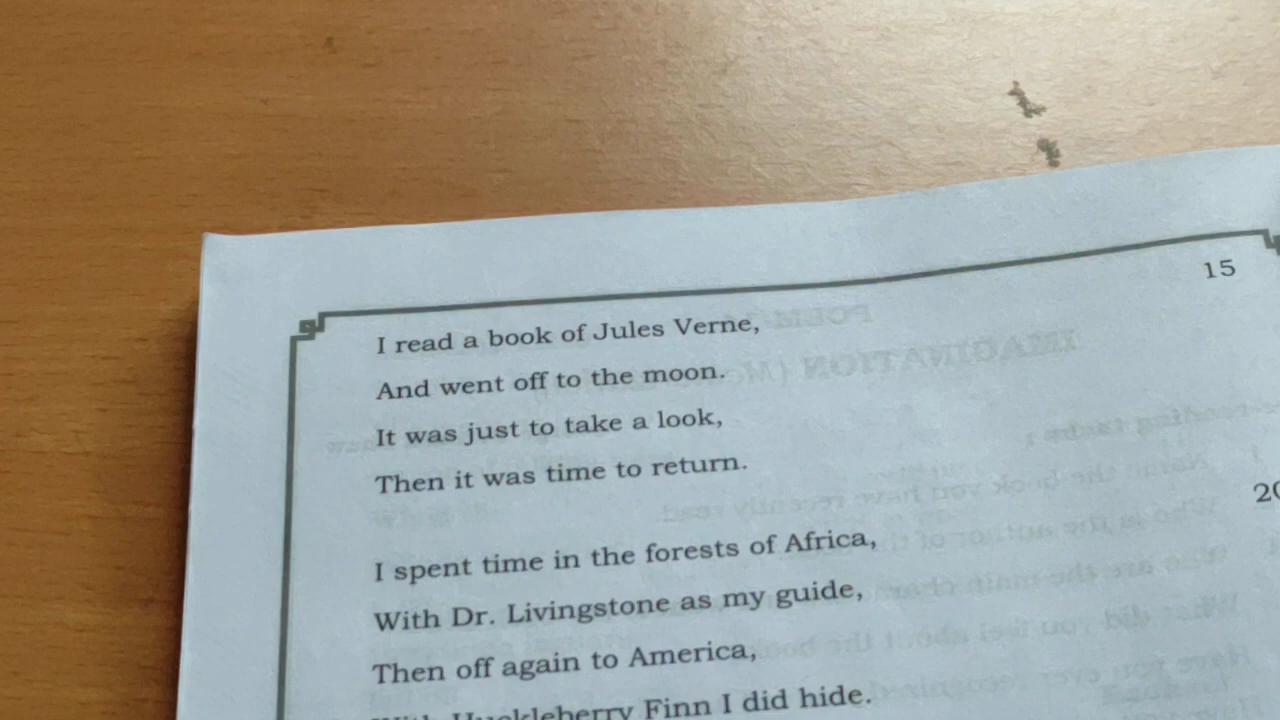 15
I read a book of Jules Verne,
And went off to the moon.
It was just to take a look,
Then it was time to return.
I spent time in the forests of Africa,
With Dr. Livingstone as my guide,
Then off again to America,
With Huckleberry Finn I did hide.